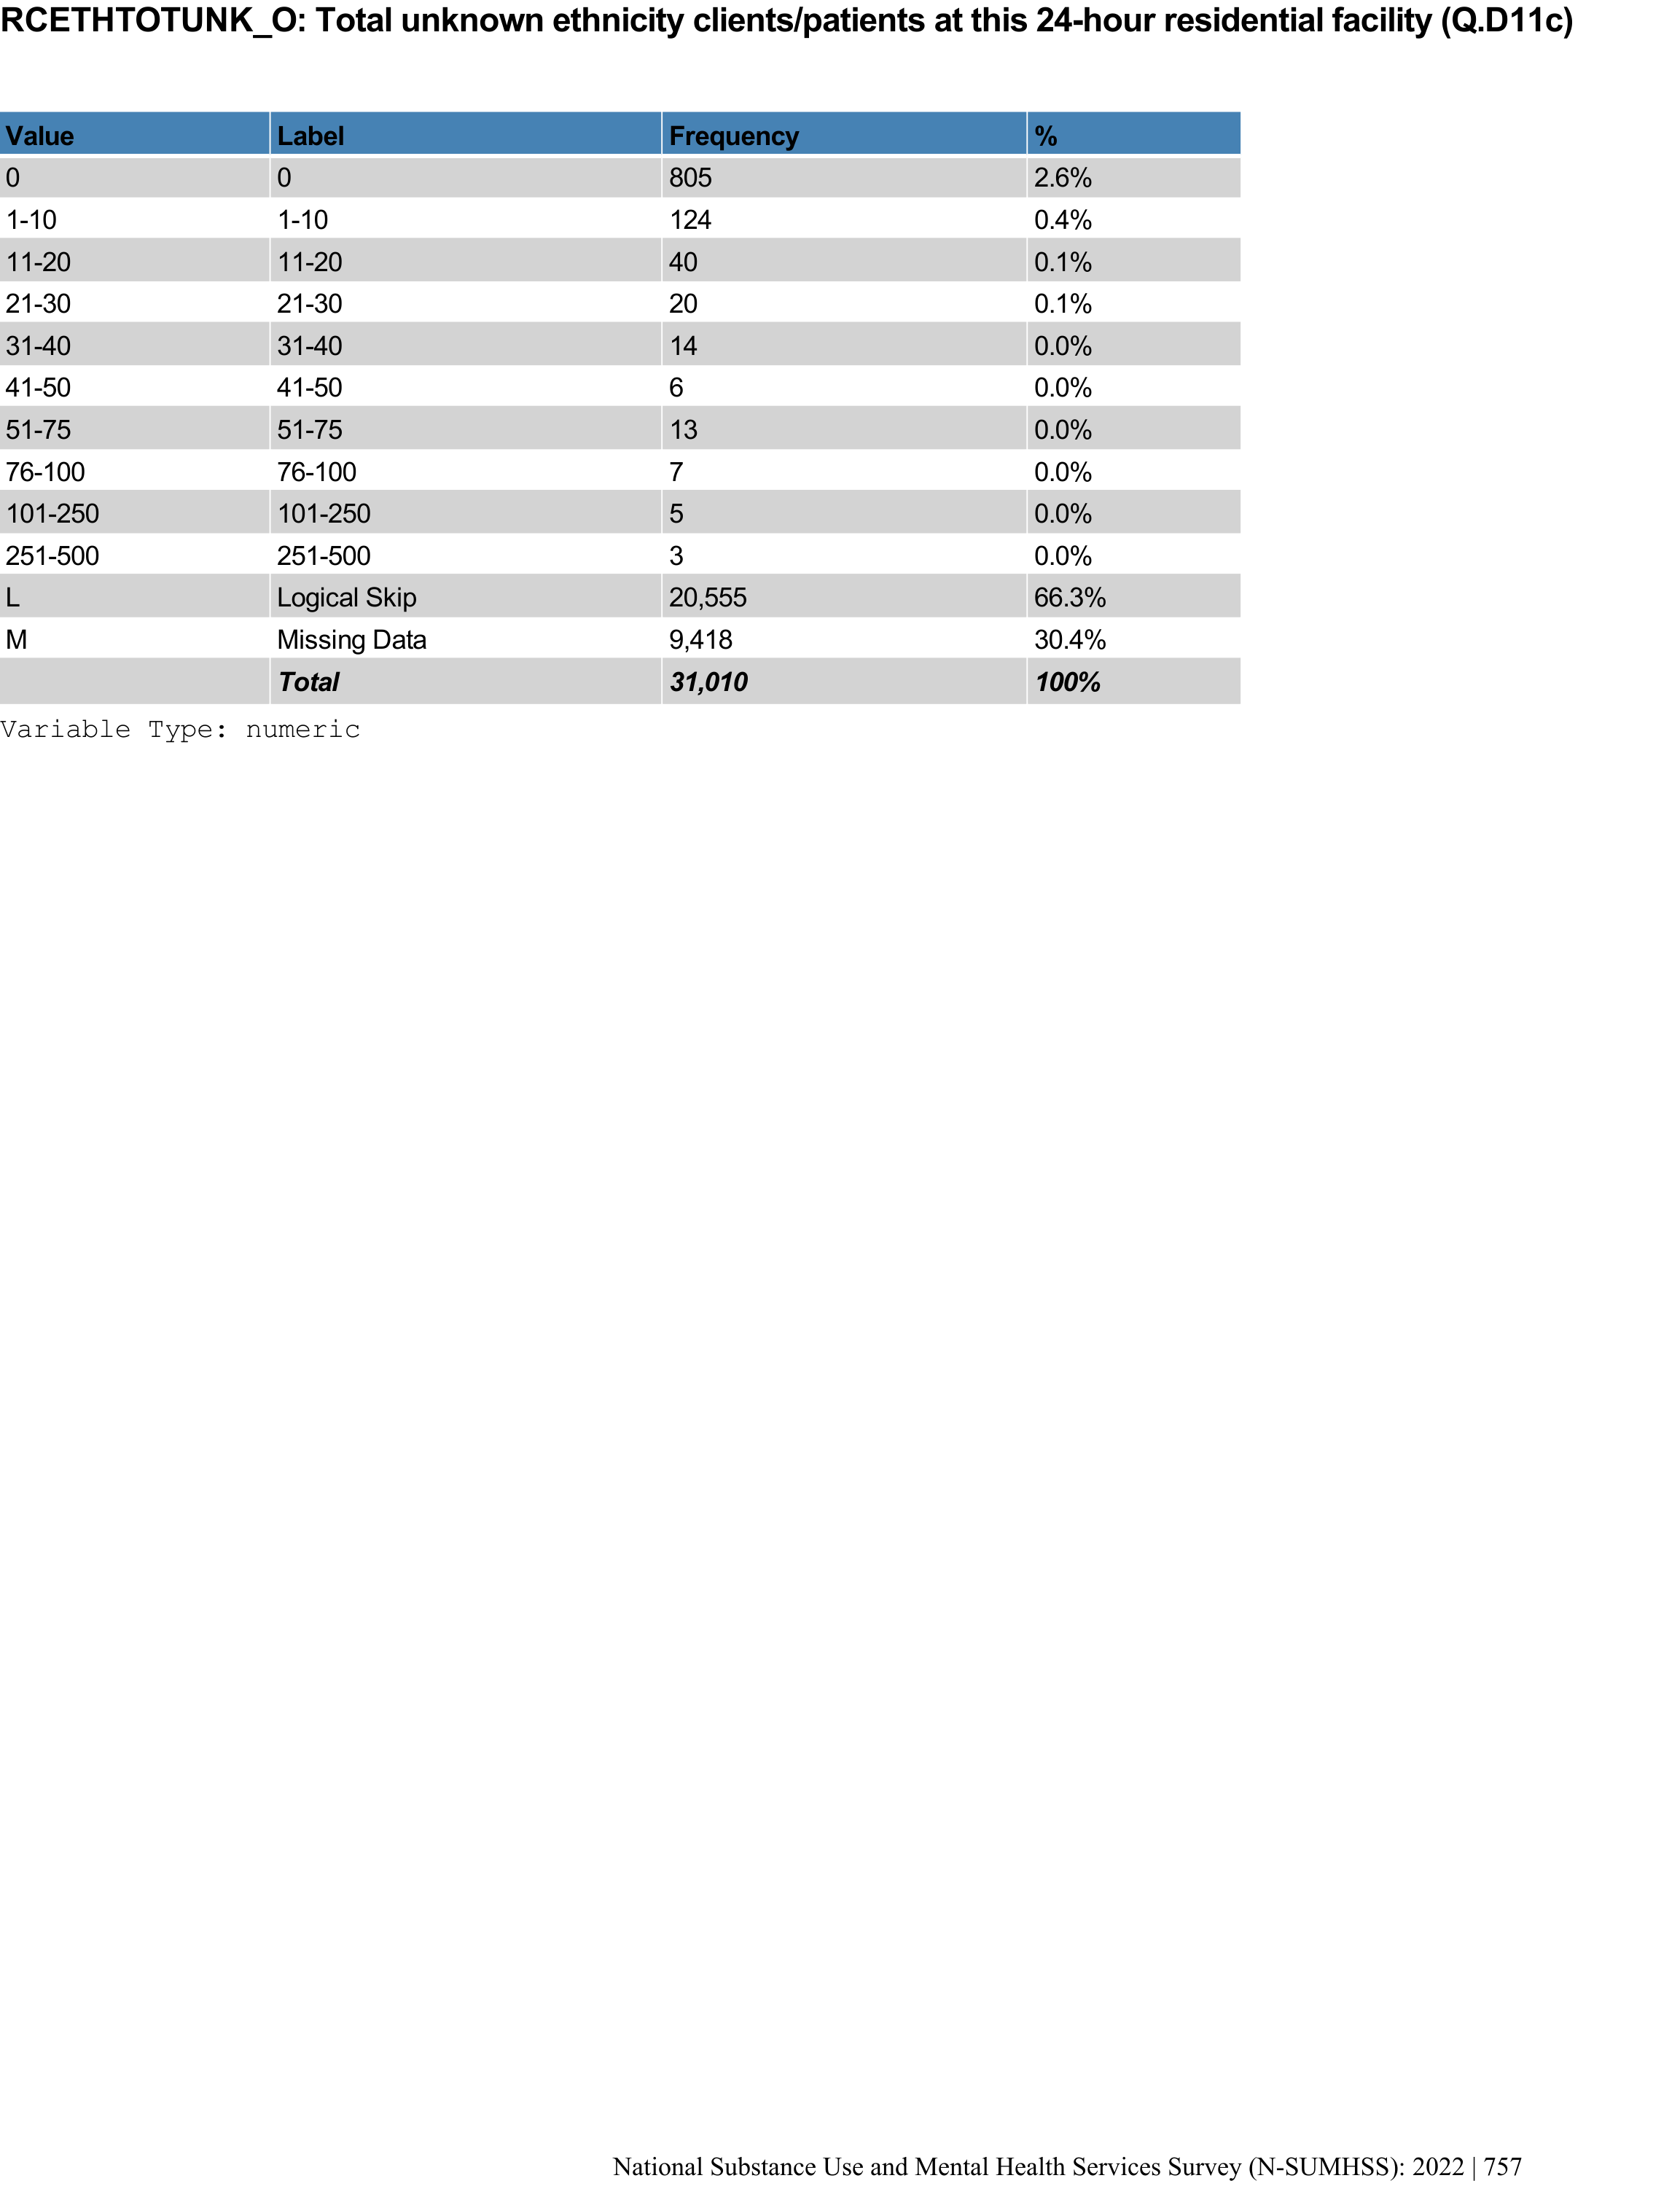 RCETHTOTUNK_O: Total unknown ethnicity clients/patients at this 24-hour residential facility (Q.D11c)
Value Label Frequency %
0 0 805 2.6%
1-10 1-10 124 0.4%
11-20 11-20 40 0.1%
21-30 21-30 20 0.1%
31-40 31-40 14 0.0%
41-50 41-50 6 0.0%
51-75 51-75 13 0.0%
76-100 76-100 7 0.0%
101-250 101-250 5 0.0%
251-500 251-500 3 0.0%
L Logical Skip 20,555 66.3%
M Missing Data 9,418 30.4%
Total 31,010 100%
Variable Type: numeric
National Substance Use and Mental Health Services Survey (N-SUMHSS): 2022 | 757